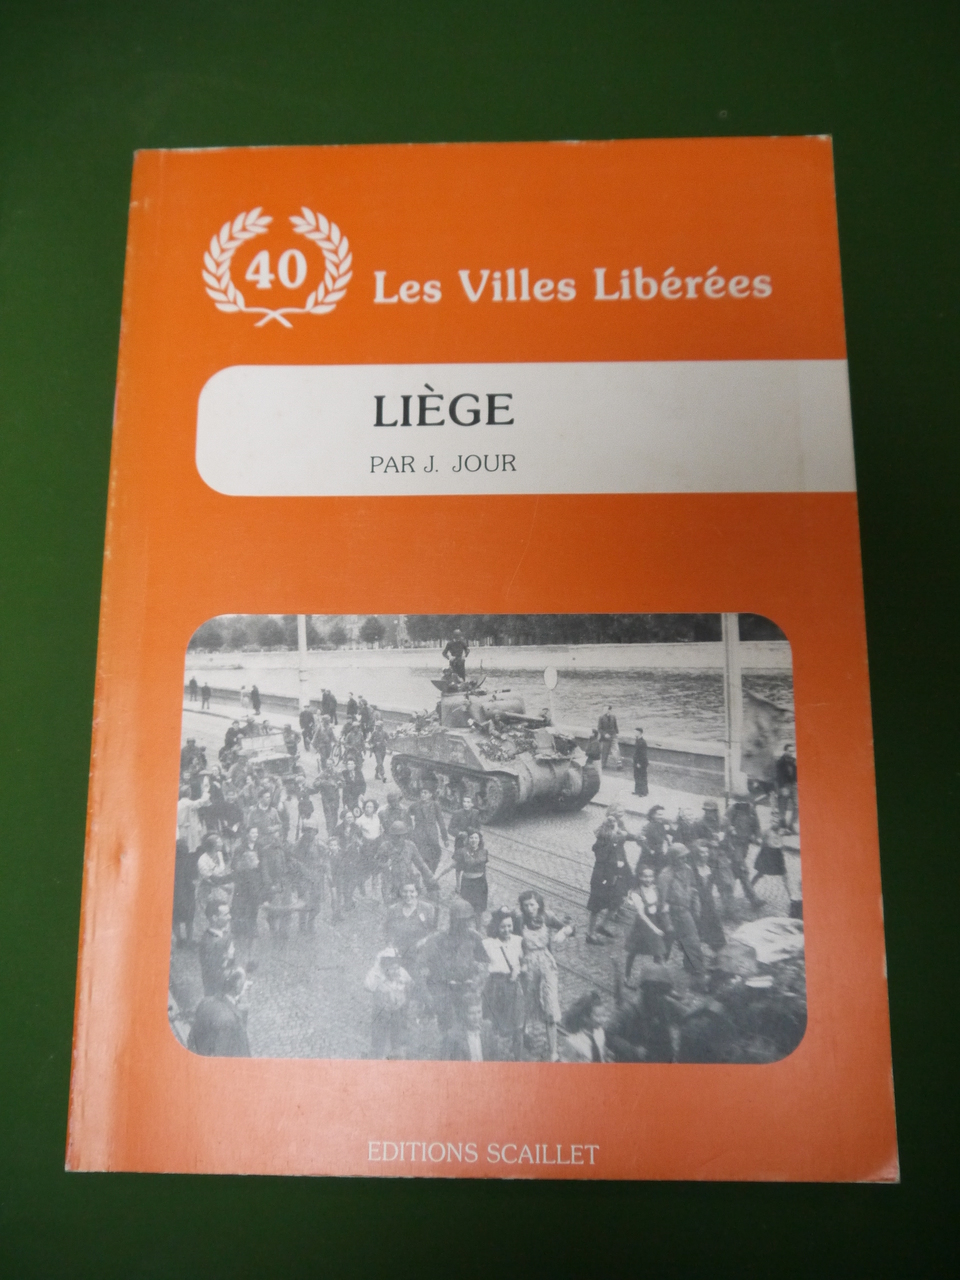 40
Les Villes Libérées
LIÈGE
PAR J. JOUR
EDITIONS SCAILLET